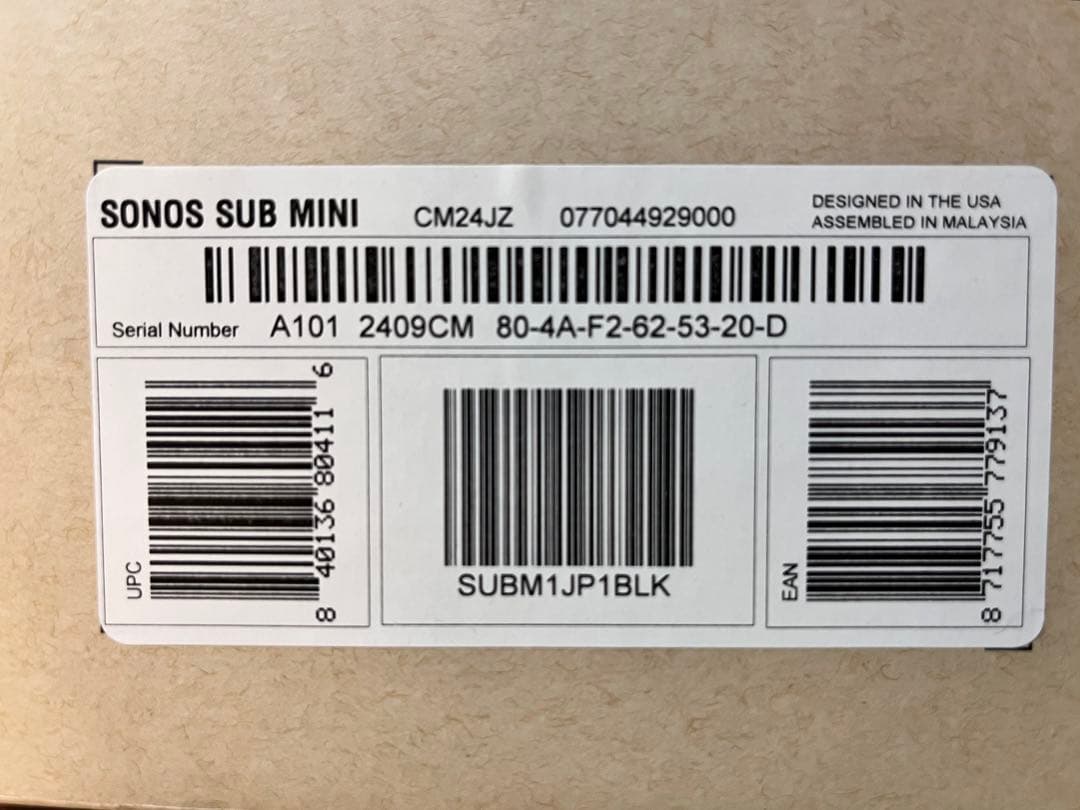 SONOS SUB MINI CM24JZ 077044929000 DESIGNED IN THE USA
ASSEMBLED IN MALAYSIA
Serial Number A101 2409CM 80-4A-F2-62-53-20-D
UPC
8 40136 80411 6
SUBM1JP1BLK
EAN
8 717755 779137